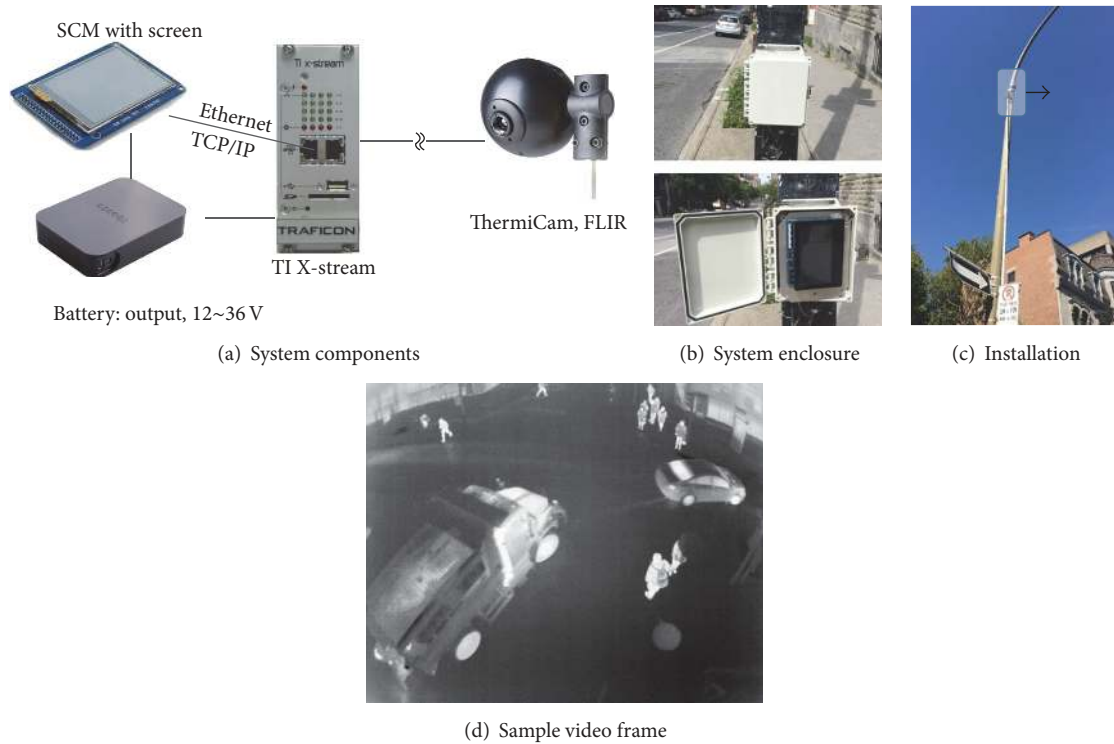 SCM with screen
TI x-stream
Ethernet
TCP/IP
TRAFICON
TI X-stream
ThermiCam, FLIR
Battery: output, 12~36 V
(a) System components
(b) System enclosure
(c) Installation
(d) Sample video frame